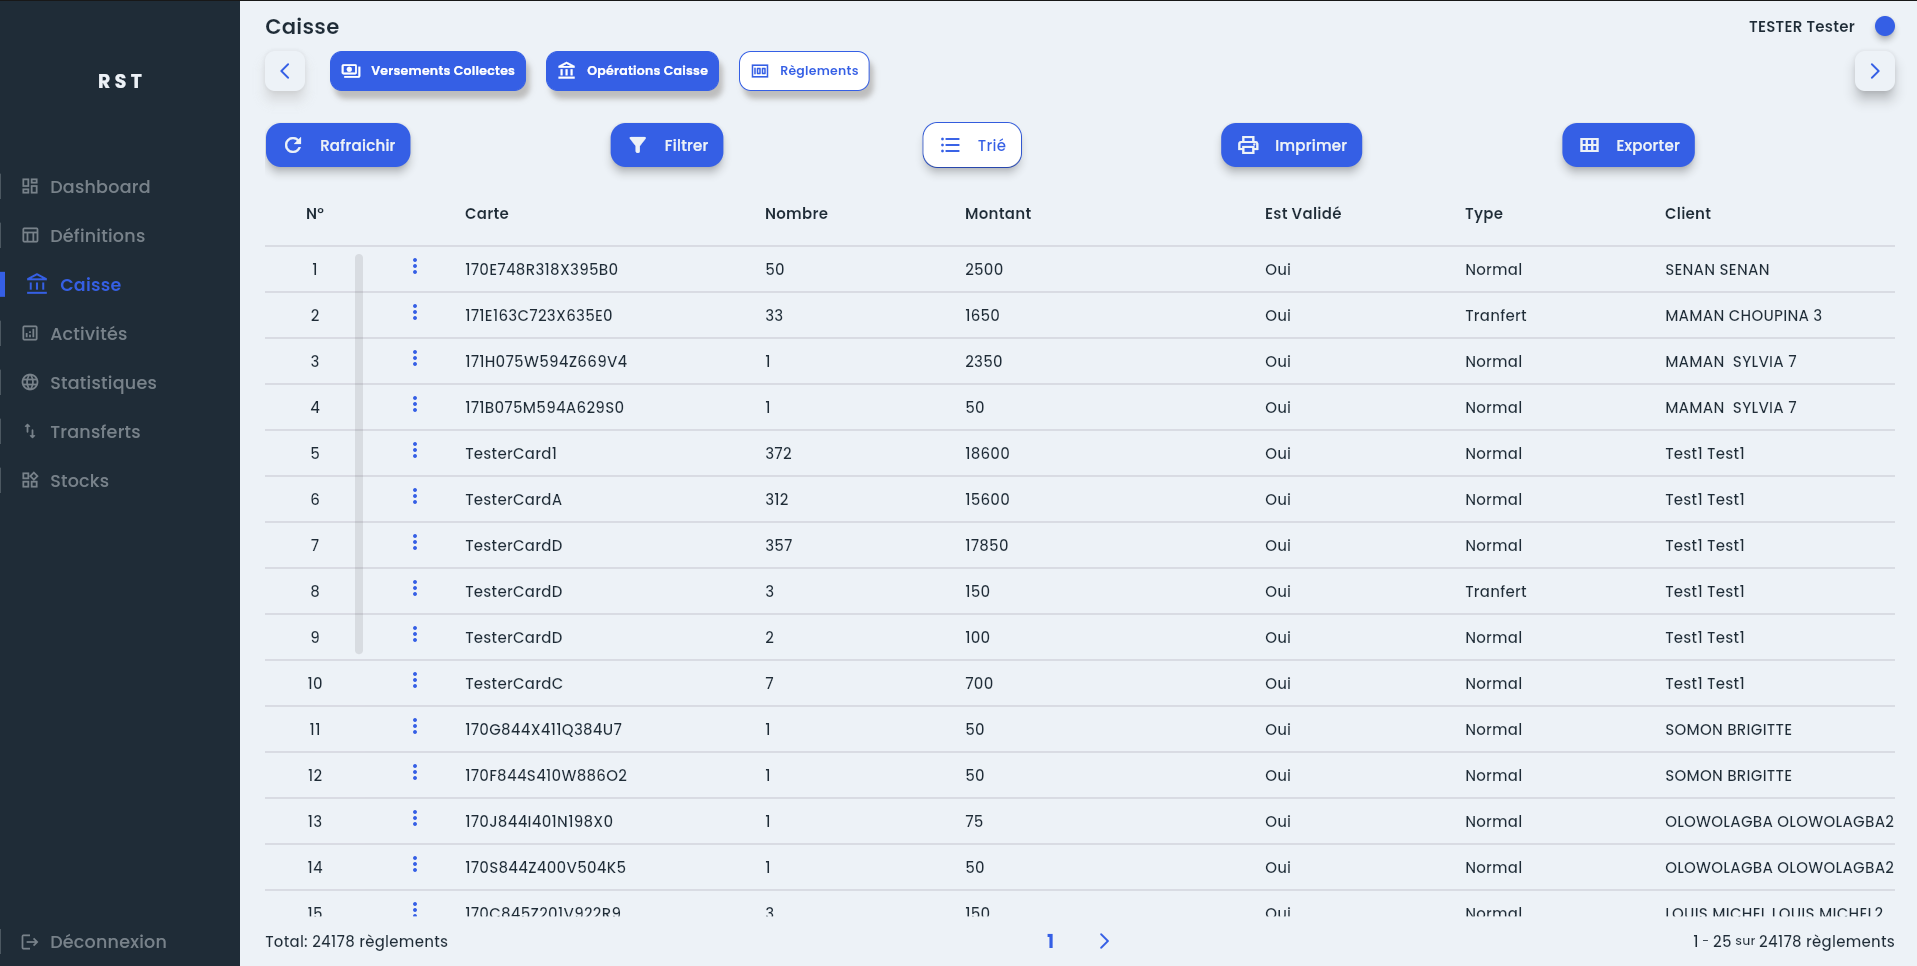 Caisse
TESTER Tester
RST
Versements Collectes
Opérations Caisse
Règlements
Rafraichir
Filtrer
Trié
Imprimer
Exporter
Dashboard
Définitions
Caisse
Activités
Statistiques
Transferts
Stocks
Déconnexion
N° Carte Nombre Montant Est Validé Type Client
1 170E748R318X395B0 50 2500 Oui Normal SENAN SENAN
2 171E163C723X635E0 33 1650 Oui Tranfert MAMAN CHOUPINA 3
3 171H075W594Z669V4 1 2350 Oui Normal MAMAN  SYLVIA 7
4 171B075M594A629S0 1 50 Oui Normal MAMAN  SYLVIA 7
5 TesterCard1 372 18600 Oui Normal Test1 Test1
6 TesterCardA 312 15600 Oui Normal Test1 Test1
7 TesterCardD 357 17850 Oui Normal Test1 Test1
8 TesterCardD 3 150 Oui Tranfert Test1 Test1
9 TesterCardD 2 100 Oui Normal Test1 Test1
10 TesterCardC 7 700 Oui Normal Test1 Test1
11 170G844X411Q384U7 1 50 Oui Normal SOMON BRIGITTE
12 170F844S410W886O2 1 50 Oui Normal SOMON BRIGITTE
13 170J844I401N198X0 1 75 Oui Normal OLOWOLAGBA OLOWOLAGBA2
14 170S844Z400V504K5 1 50 Oui Normal OLOWOLAGBA OLOWOLAGBA2
15 170C845Z201V922R9 3 150 Oui Normal LOUIS MICHEL LOUIS MICHEL2
Total: 24178 règlements
1
1 - 25 sur 24178 règlements